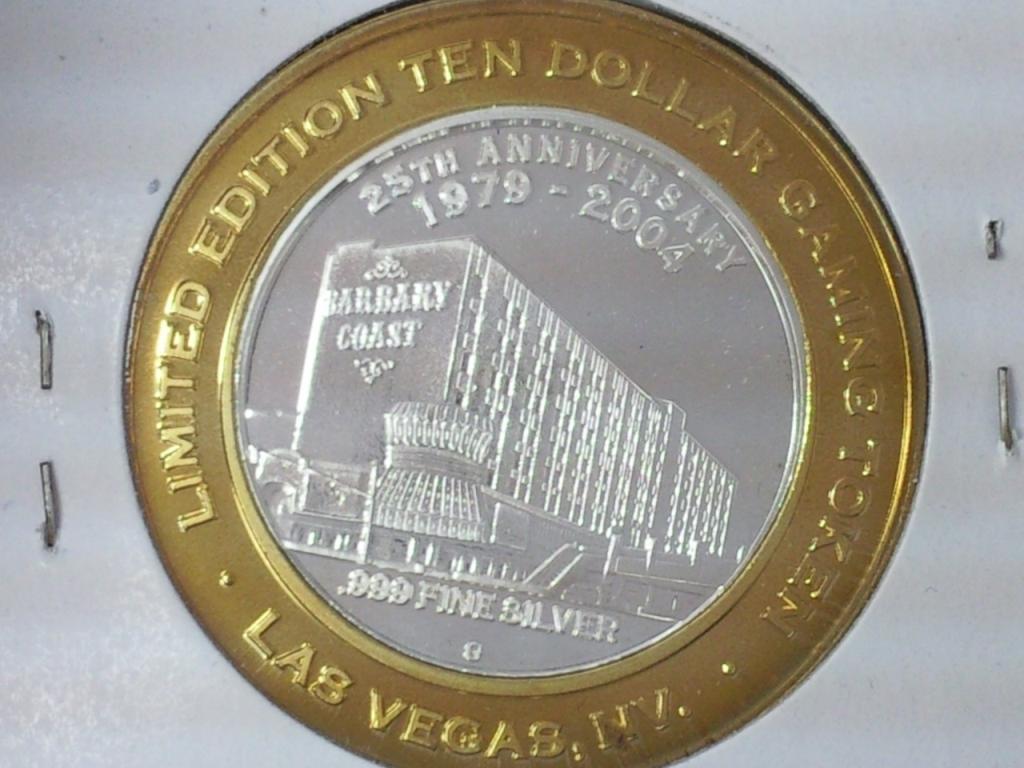 LIMITED EDITION TEN DOLLAR GAMING TOKEN
25TH ANNIVERSARY
1979 - 2004
BARBARY
COAST
.999 FINE SILVER
S
• LAS VEGAS, NV. •